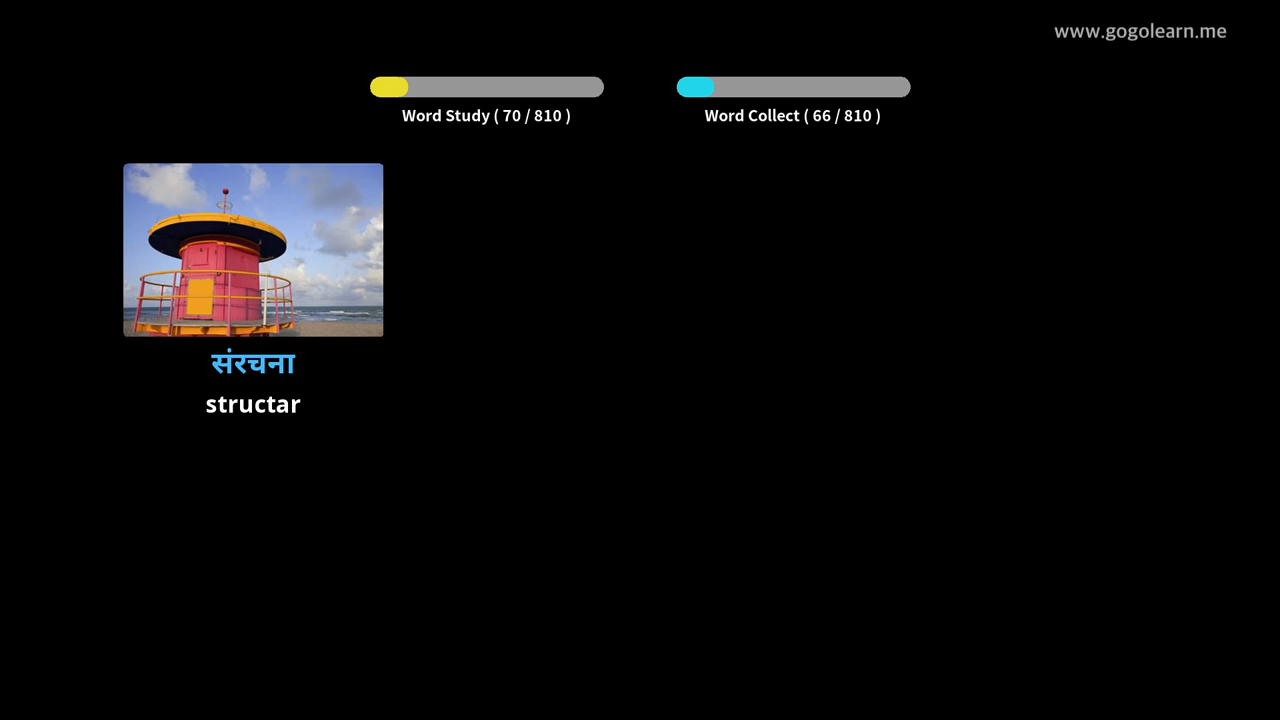 www.gogolearn.me
Word Study ( 70 / 810 )
Word Collect ( 66 / 810 )
संरचना
structar